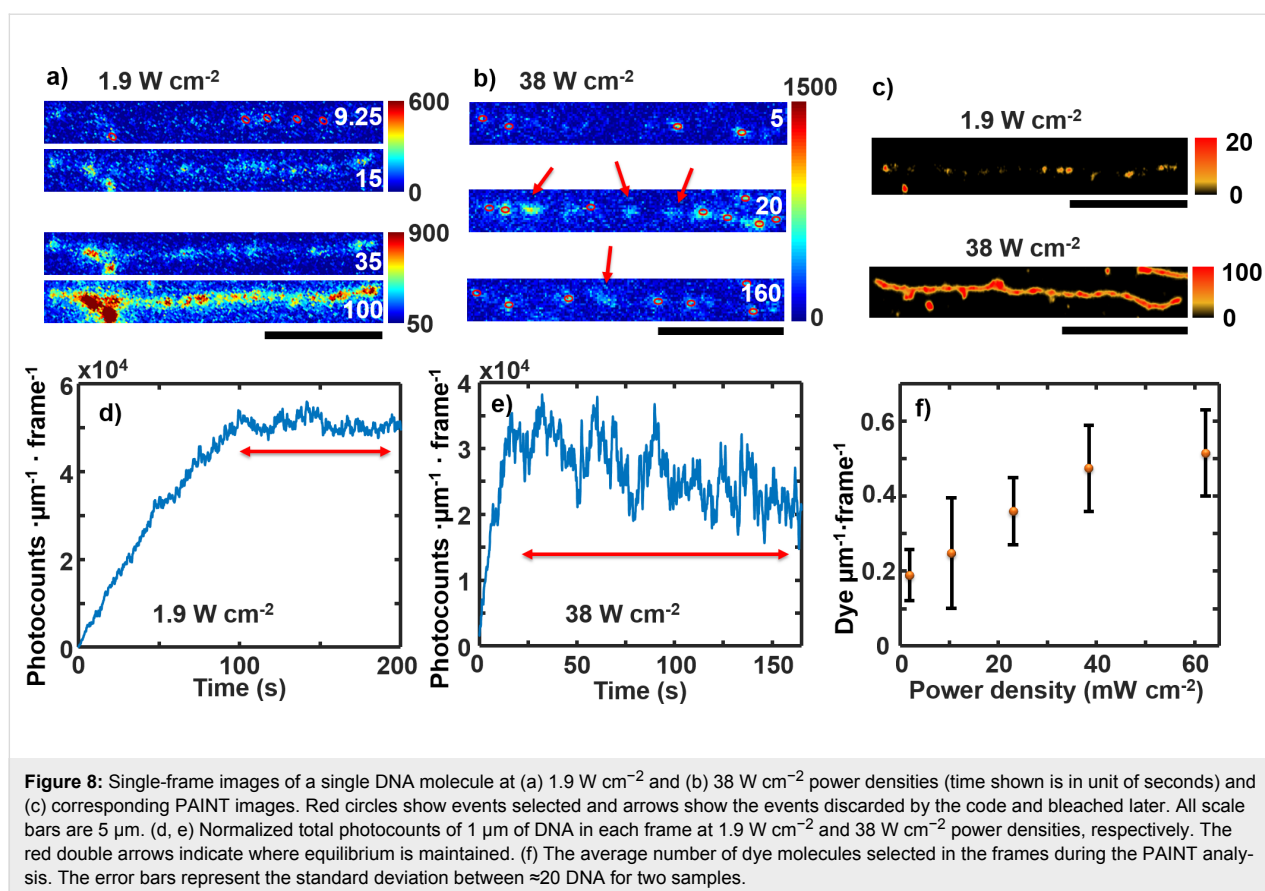 a) 1.9 W cm⁻²
600
9.25
15
0
900
35
100
50
b) 38 W cm⁻²
1500
5
20
160
0
c)
1.9 W cm⁻²
20
0
38 W cm⁻²
100
0
d)
x10⁴
6
4
2
0
Photocounts ·µm⁻¹ · frame⁻¹
1.9 W cm⁻²
0 100 200
Time (s)
e)
x10⁴
4
3
2
1
0
Photocounts ·µm⁻¹ · frame⁻¹
38 W cm⁻²
0 50 100 150
Time (s)
f)
0.6
0.4
0.2
0
Dye µm⁻¹·frame⁻¹
0 20 40 60
Power density (mW cm⁻²)
Figure 8: Single-frame images of a single DNA molecule at (a) 1.9 W cm⁻² and (b) 38 W cm⁻² power densities (time shown is in unit of seconds) and
(c) corresponding PAINT images. Red circles show events selected and arrows show the events discarded by the code and bleached later. All scale
bars are 5 µm. (d, e) Normalized total photocounts of 1 µm of DNA in each frame at 1.9 W cm⁻² and 38 W cm⁻² power densities, respectively. The
red double arrows indicate where equilibrium is maintained. (f) The average number of dye molecules selected in the frames during the PAINT analy-
sis. The error bars represent the standard deviation between ≈20 DNA for two samples.